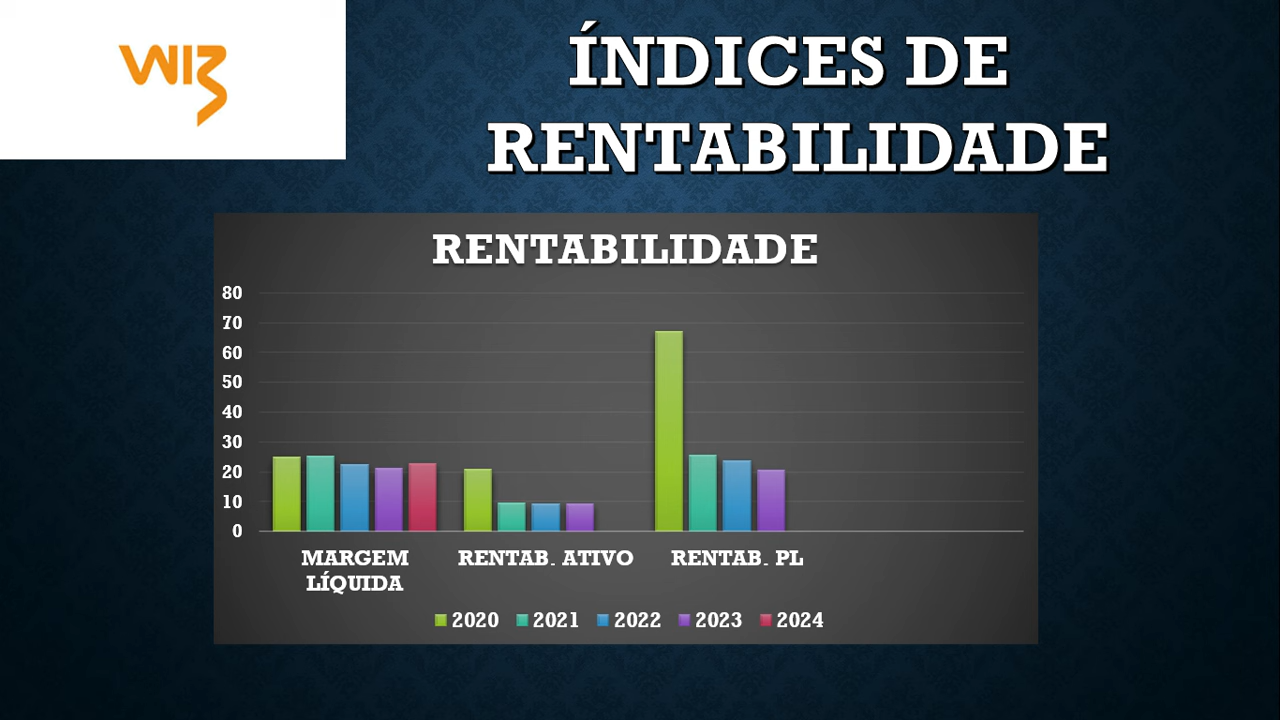 WIZ
ÍNDICES DE
RENTABILIDADE
RENTABILIDADE
80
70
60
50
40
30
20
10
0
MARGEM
LÍQUIDA
RENTAB. ATIVO
RENTAB. PL
2020 2021 2022 2023 2024